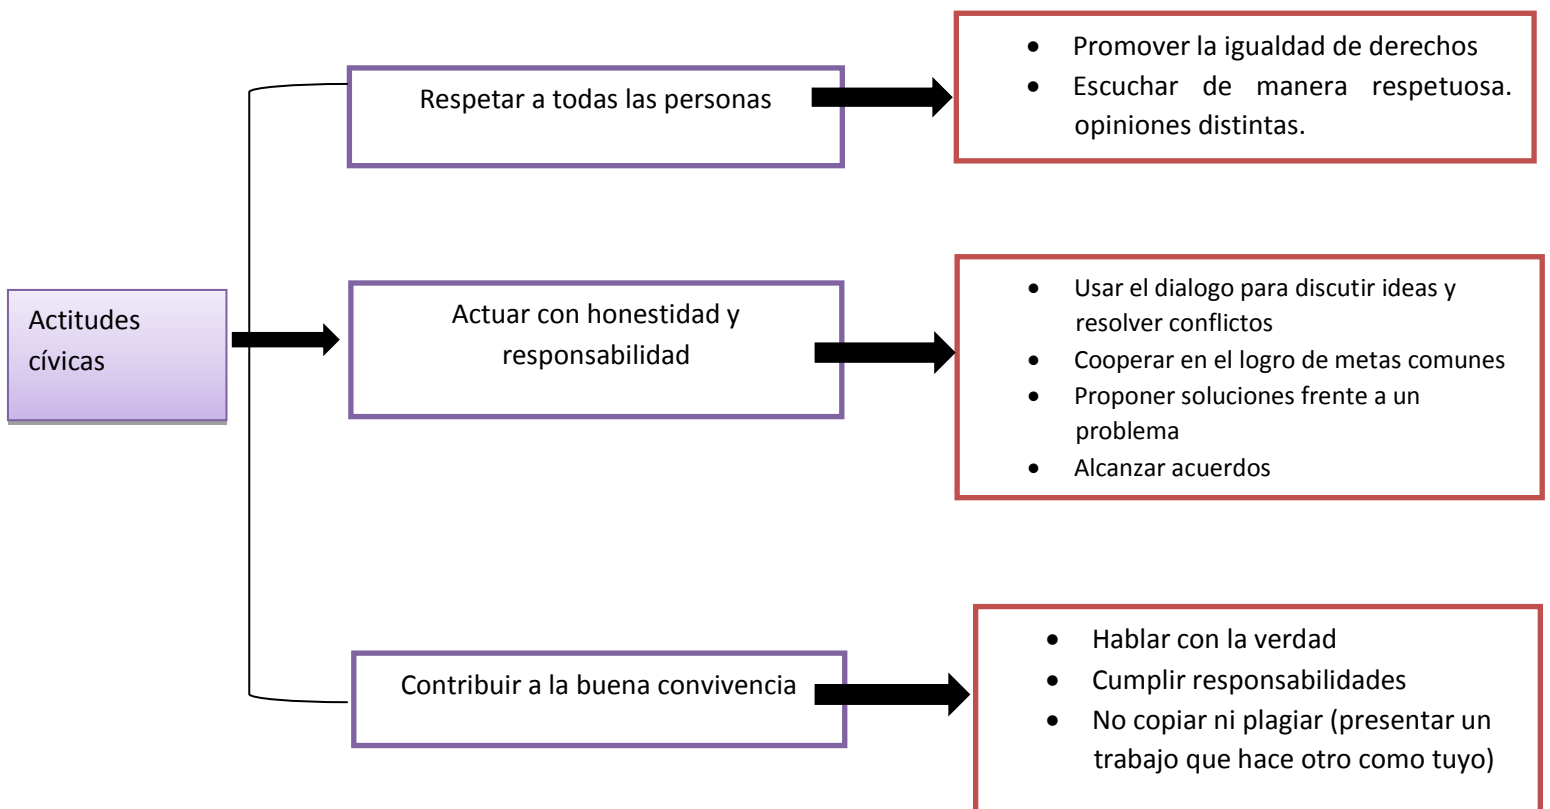 Actitudes
cívicas
Respetar a todas las personas
• Promover la igualdad de derechos
• Escuchar de manera respetuosa.
opiniones distintas.
Actuar con honestidad y
responsabilidad
• Usar el dialogo para discutir ideas y
resolver conflictos
• Cooperar en el logro de metas comunes
• Proponer soluciones frente a un
problema
• Alcanzar acuerdos
Contribuir a la buena convivencia
• Hablar con la verdad
• Cumplir responsabilidades
• No copiar ni plagiar (presentar un
trabajo que hace otro como tuyo)